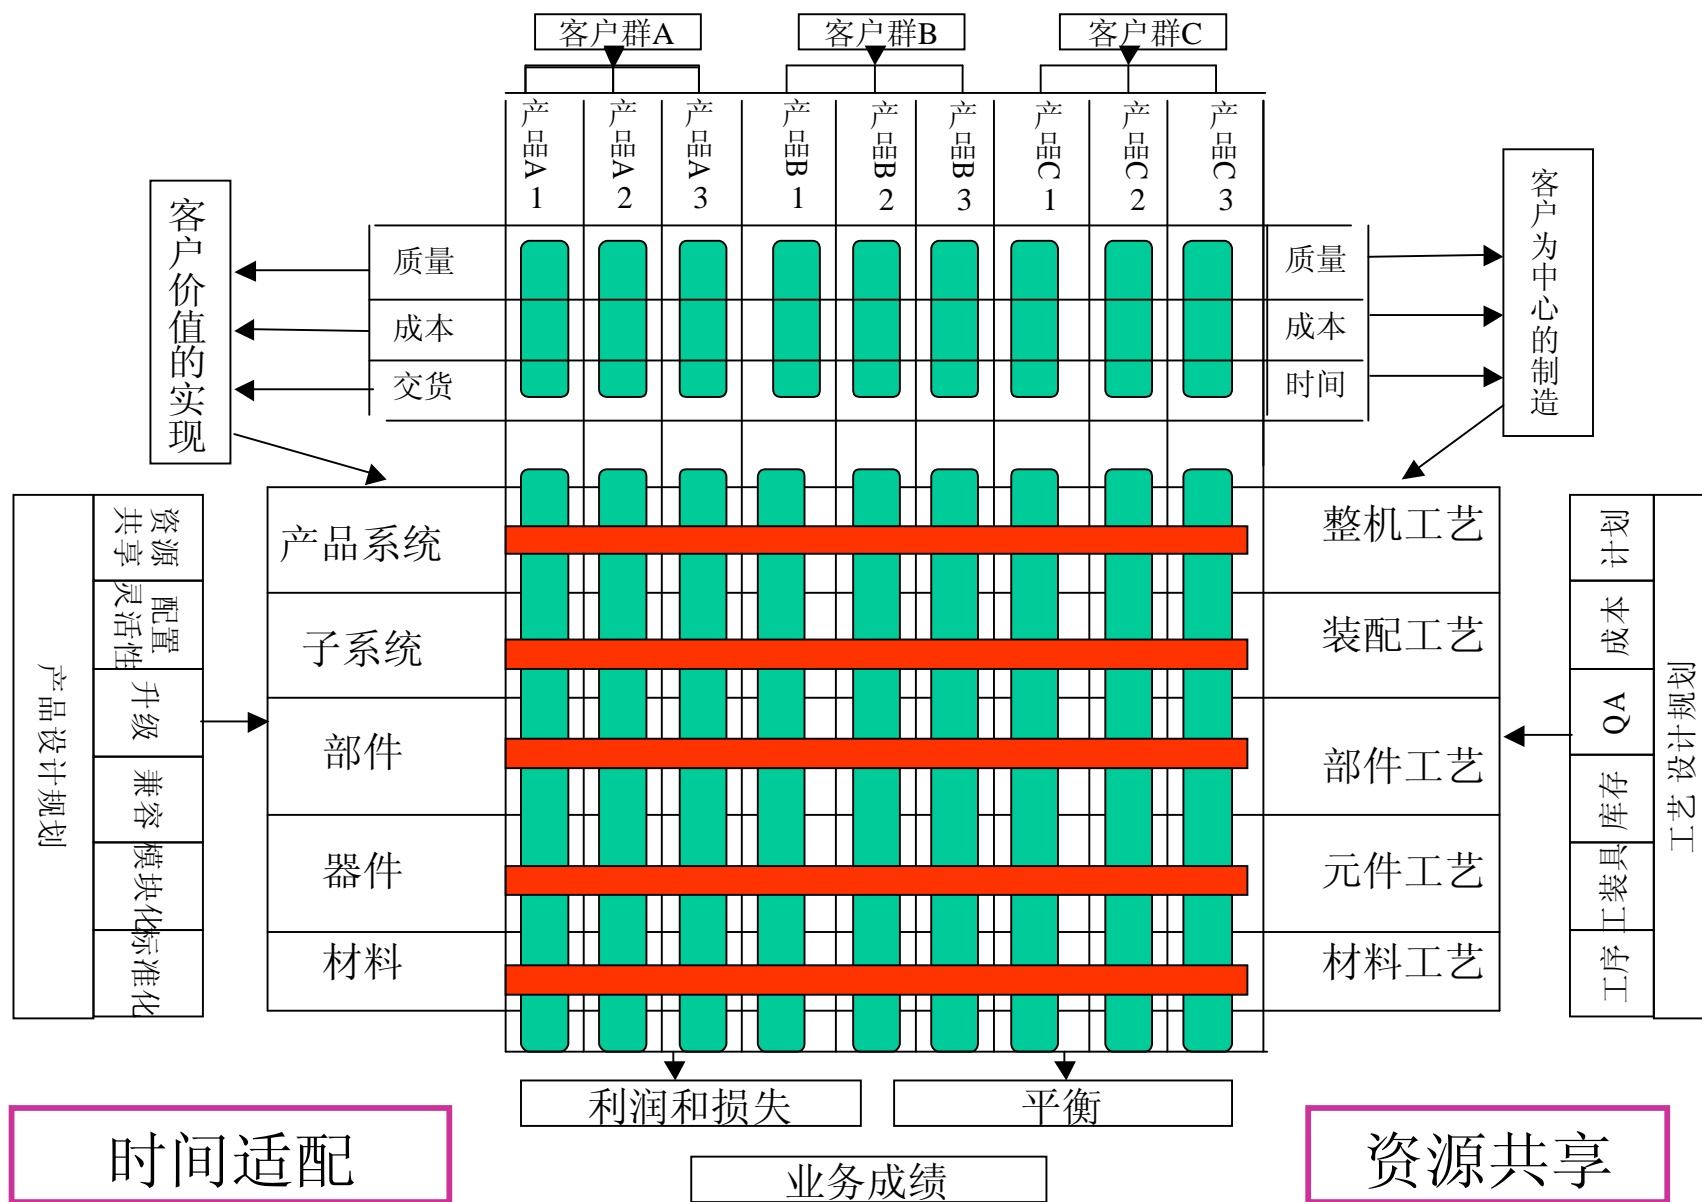 客户群A
客户群B
客户群C
产品A1
产品A2
产品A3
产品B1
产品B2
产品B3
产品C1
产品C2
产品C3
客户价值的实现
质量
成本
交货
质量
成本
时间
客户为中心的制造
产品设计规划
资源共享
配置灵活性
升级
兼容
模块化
标准化
产品系统
子系统
部件
器件
材料
整机工艺
装配工艺
部件工艺
元件工艺
材料工艺
计划
成本
QA
库存
工装具
工序
工艺 设计规划
利润和损失
平衡
时间适配
业务成绩
资源共享